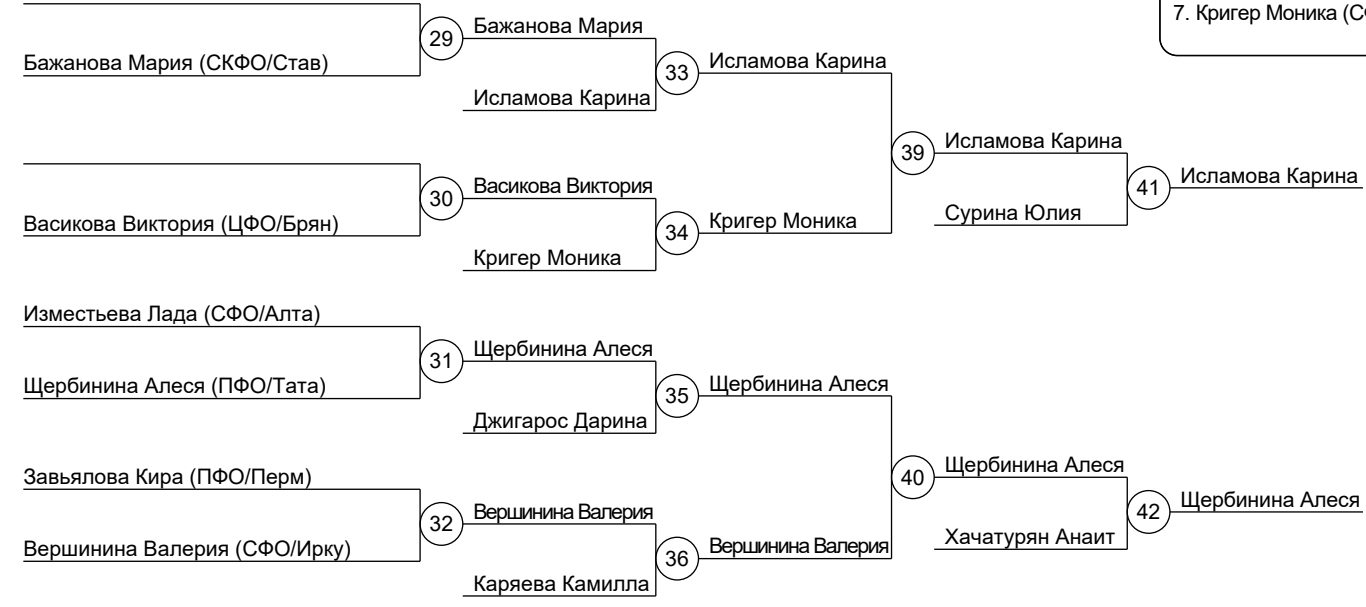 7. Кригер Моника (С
Бажанова Мария (СКФО/Став)
29
Бажанова Мария
Исламова Карина
33
Исламова Карина
Васикова Виктория (ЦФО/Брян)
30
Васикова Виктория
Кригер Моника
34
Кригер Моника
39
Исламова Карина
Сурина Юлия
41
Исламова Карина
Изместьева Лада (СФО/Алта)
Щербинина Алеся (ПФО/Тата)
31
Щербинина Алеся
Джигарос Дарина
35
Щербинина Алеся
Завьялова Кира (ПФО/Перм)
Вершинина Валерия (СФО/Ирку)
32
Вершинина Валерия
Каряева Камилла
36
Вершинина Валерия
40
Щербинина Алеся
Хачатурян Анаит
42
Щербинина Алеся